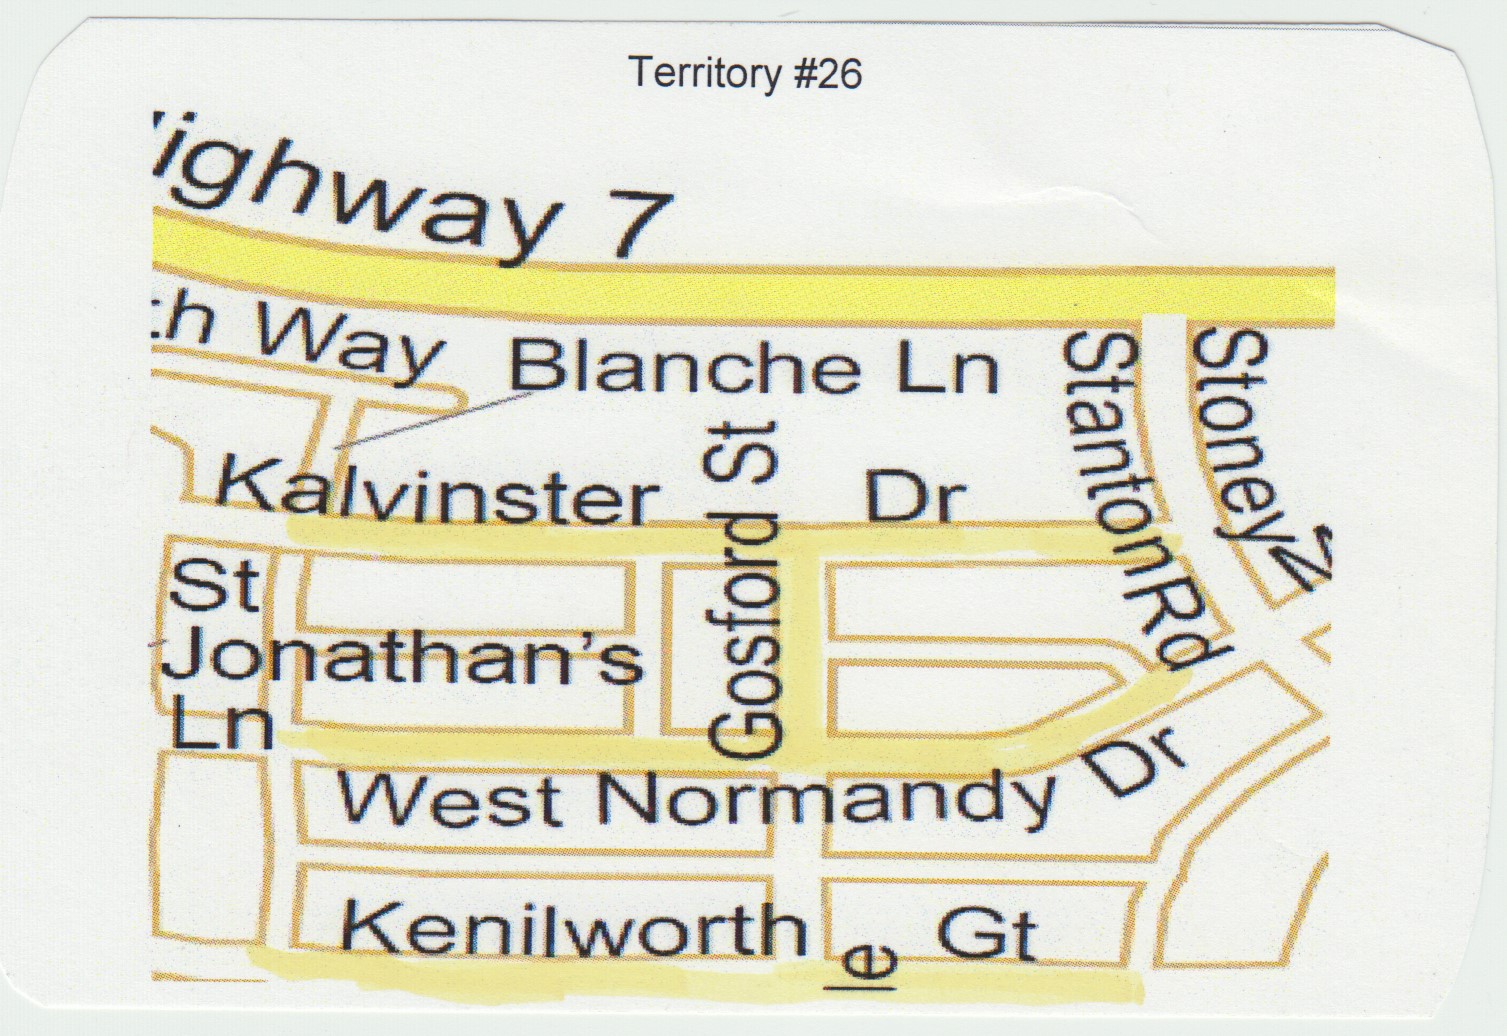 Territory #26
ighway 7
th Way
Blanche Ln
Kalvinster Dr
Gosford St
Stanton Rd
Stoney
St
Jonathan's
Ln
West Normandy Dr
Kenilworth Gt
le